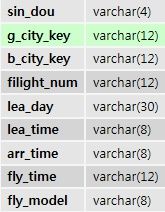 sin_dou varchar(4)
g_city_key varchar(12)
b_city_key varchar(12)
filight_num varchar(12)
lea_day varchar(30)
lea_time varchar(8)
arr_time varchar(8)
fly_time varchar(12)
fly_model varchar(8)